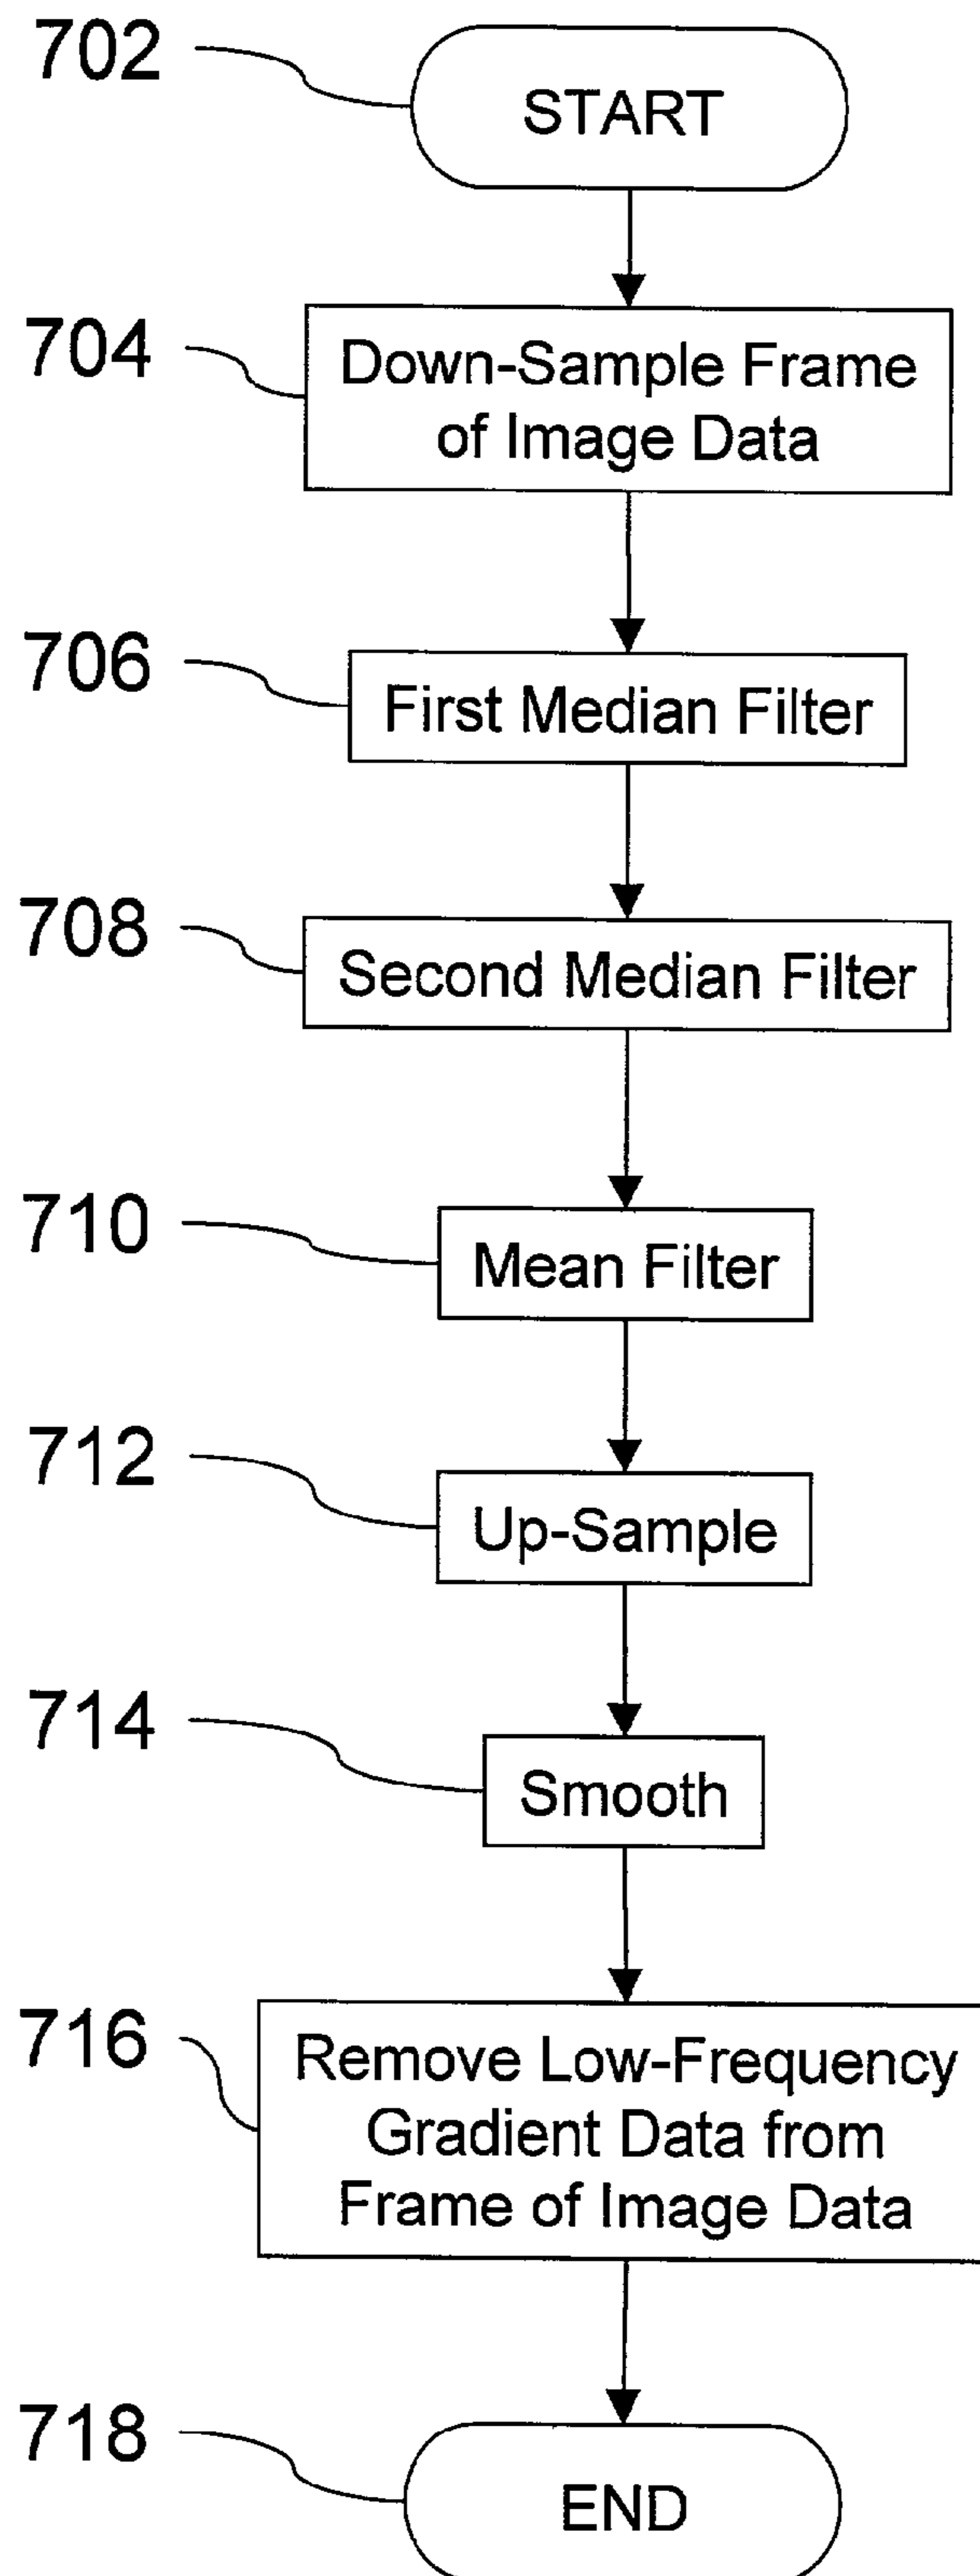 702
START
704
Down-Sample Frame
of Image Data
706
First Median Filter
708
Second Median Filter
710
Mean Filter
712
Up-Sample
714
Smooth
716
Remove Low-Frequency
Gradient Data from
Frame of Image Data
718
END